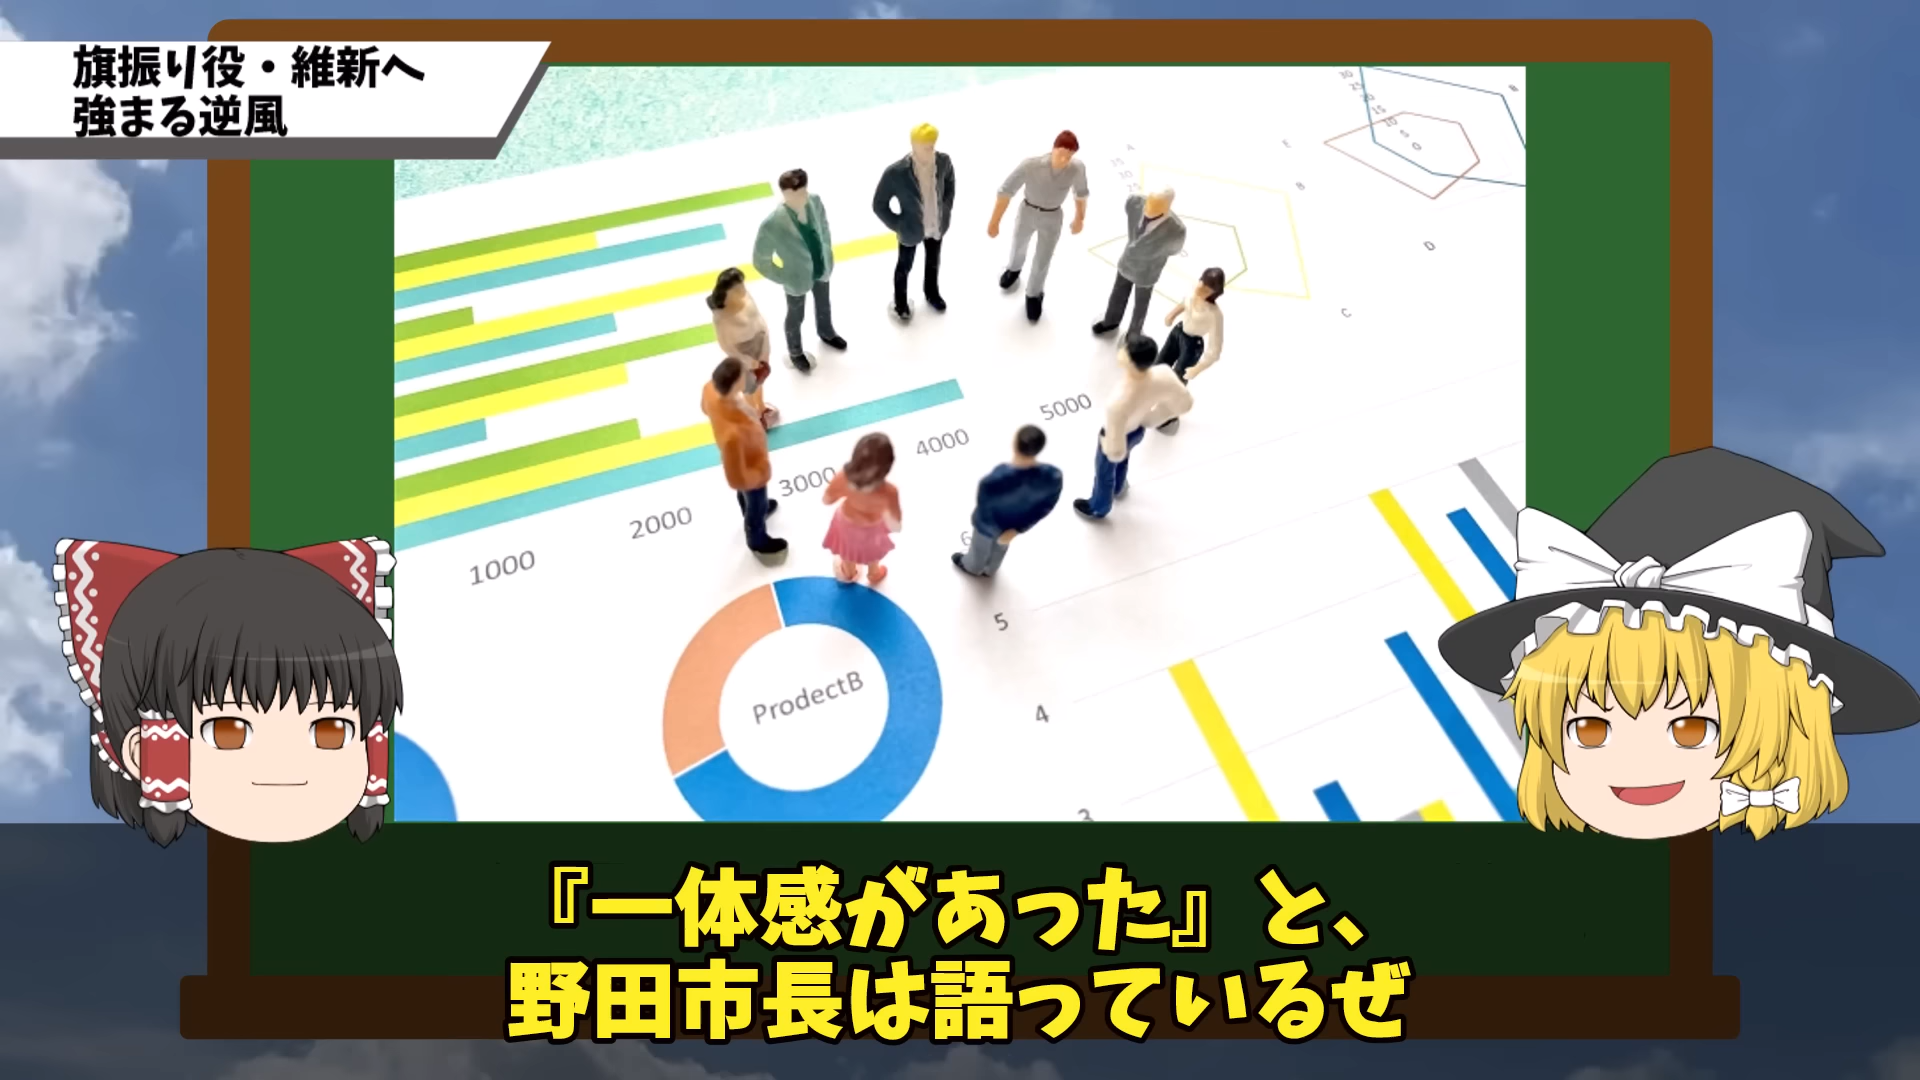 旗振り役・維新へ
強まる逆風
1000
2000
3000
4000
5000
6
ProdectB
5
4
3
A
B
C
D
E
『一体感があった』と、
野田市長は語っているぜ